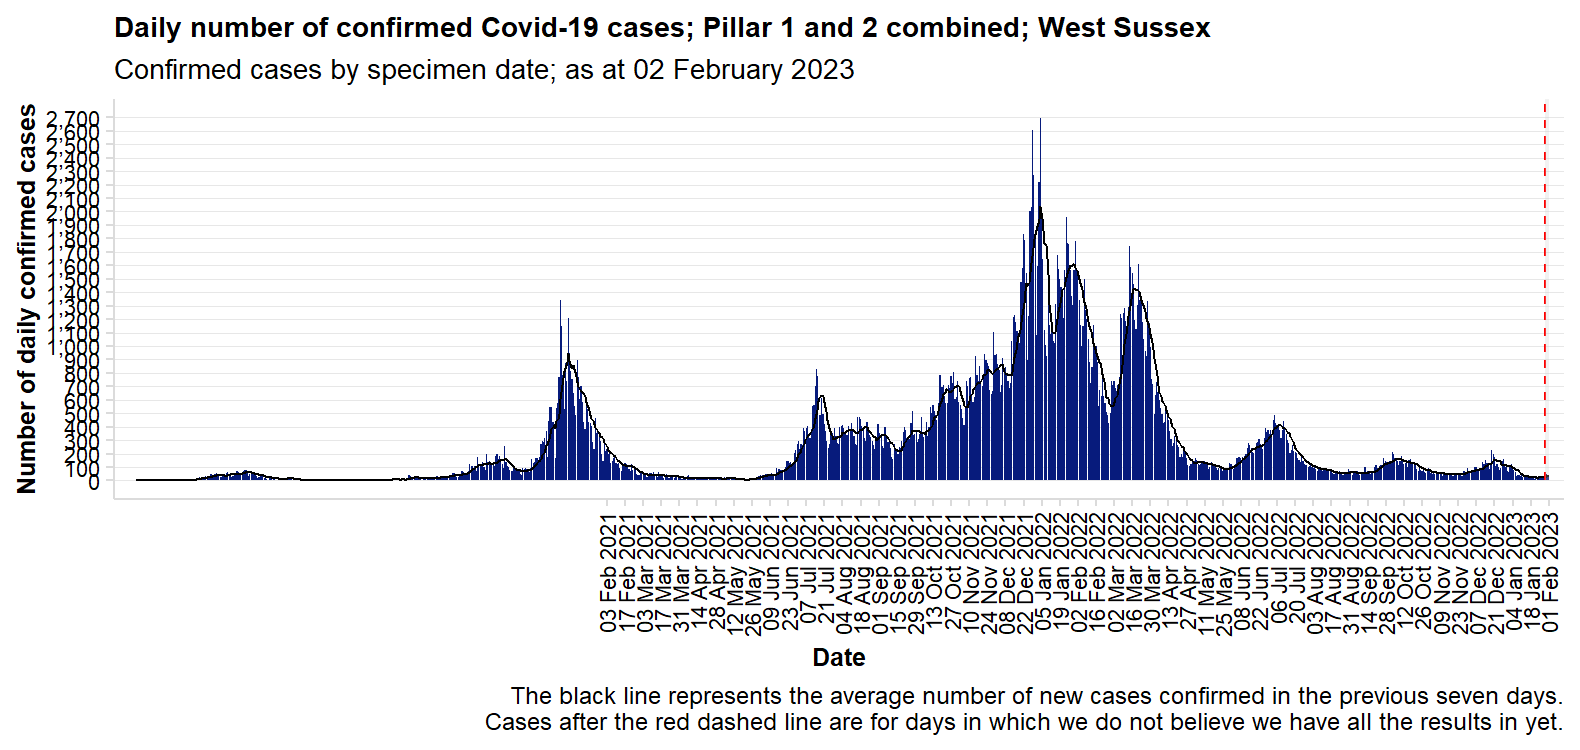 Daily number of confirmed Covid-19 cases; Pillar 1 and 2 combined; West Sussex
Confirmed cases by specimen date; as at 02 February 2023
Number of daily confirmed cases
2,700
2,600
2,500
2,400
2,300
2,200
2,100
2,000
1,900
1,800
1,700
1,600
1,500
1,400
1,300
1,200
1,100
1,000
900
800
700
600
500
400
300
200
100
0
03 Feb 2021
17 Feb 2021
03 Mar 2021
17 Mar 2021
31 Mar 2021
14 Apr 2021
28 Apr 2021
12 May 2021
26 May 2021
09 Jun 2021
23 Jun 2021
07 Jul 2021
21 Jul 2021
04 Aug 2021
18 Aug 2021
01 Sep 2021
15 Sep 2021
29 Sep 2021
13 Oct 2021
27 Oct 2021
10 Nov 2021
24 Nov 2021
08 Dec 2021
22 Dec 2021
05 Jan 2022
19 Jan 2022
02 Feb 2022
16 Feb 2022
02 Mar 2022
16 Mar 2022
30 Mar 2022
13 Apr 2022
27 Apr 2022
11 May 2022
25 May 2022
08 Jun 2022
22 Jun 2022
06 Jul 2022
20 Jul 2022
03 Aug 2022
17 Aug 2022
31 Aug 2022
14 Sep 2022
28 Sep 2022
12 Oct 2022
26 Oct 2022
09 Nov 2022
23 Nov 2022
07 Dec 2022
21 Dec 2022
04 Jan 2023
18 Jan 2023
01 Feb 2023
Date
The black line represents the average number of new cases confirmed in the previous seven days.
Cases after the red dashed line are for days in which we do not believe we have all the results in yet.